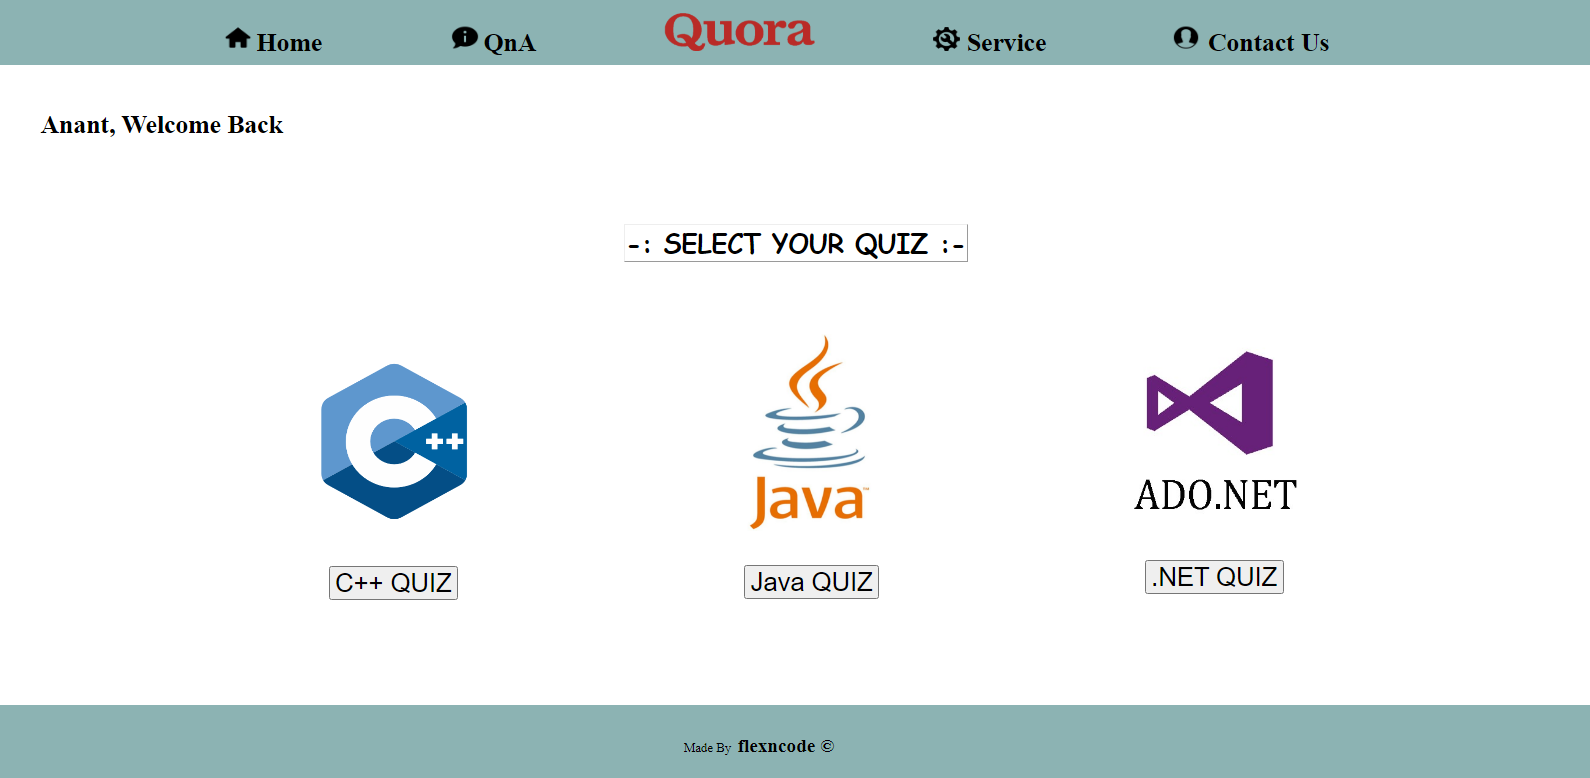 Home QnA Quora Service Contact Us
Anant, Welcome Back
-: SELECT YOUR QUIZ :-
C++
Java™
ADO.NET
C++ QUIZ Java QUIZ .NET QUIZ
Made By flexncode ©